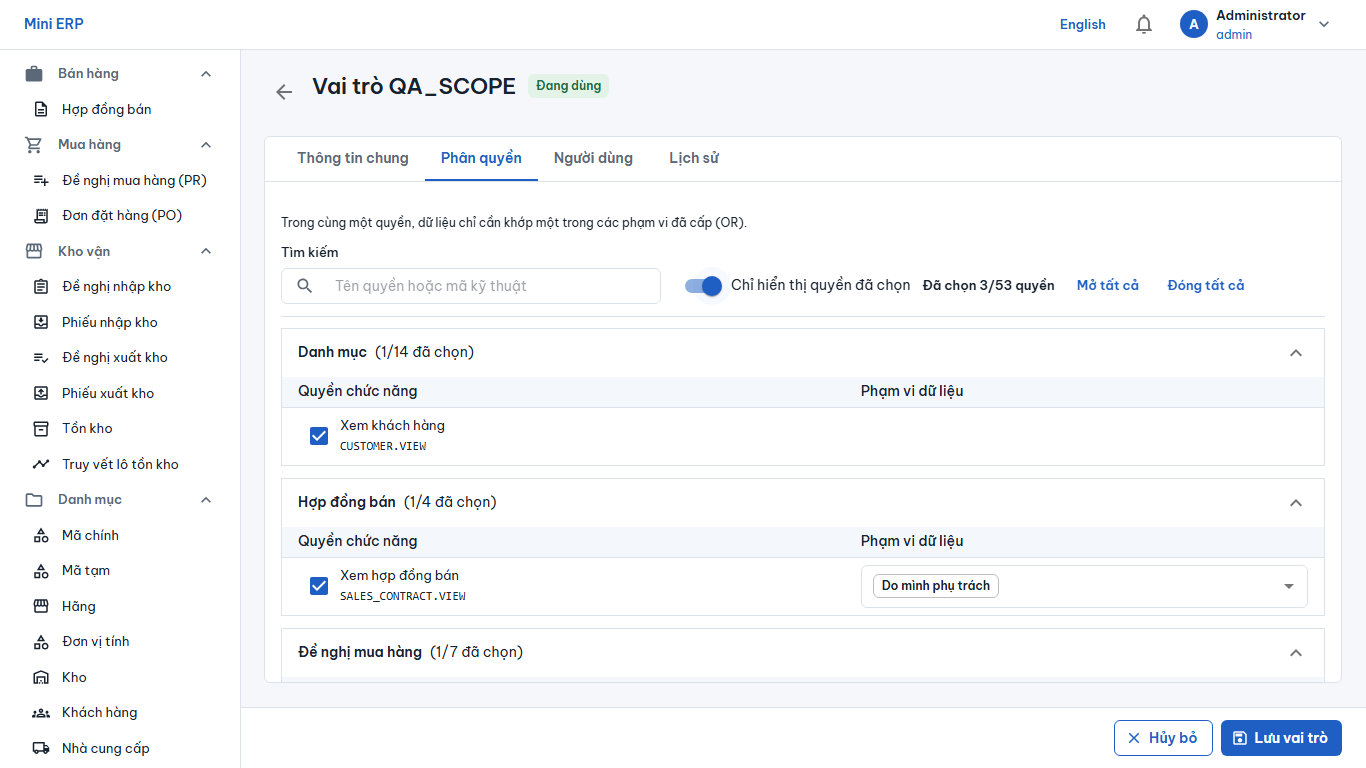 Mini ERP
English
A
Administrator
admin
Bán hàng
Hợp đồng bán
Mua hàng
Đề nghị mua hàng (PR)
Đơn đặt hàng (PO)
Kho vận
Đề nghị nhập kho
Phiếu nhập kho
Đề nghị xuất kho
Phiếu xuất kho
Tồn kho
Truy vết lô tồn kho
Danh mục
Mã chính
Mã tạm
Hãng
Đơn vị tính
Kho
Khách hàng
Nhà cung cấp
Vai trò QA_SCOPE
Đang dùng
Thông tin chung
Phân quyền
Người dùng
Lịch sử
Trong cùng một quyền, dữ liệu chỉ cần khớp một trong các phạm vi đã cấp (OR).
Tìm kiếm
Tên quyền hoặc mã kỹ thuật
Chỉ hiển thị quyền đã chọn
Đã chọn 3/53 quyền
Mở tất cả
Đóng tất cả
Danh mục (1/14 đã chọn)
Quyền chức năng
Phạm vi dữ liệu
Xem khách hàng
CUSTOMER.VIEW
Hợp đồng bán (1/4 đã chọn)
Quyền chức năng
Phạm vi dữ liệu
Xem hợp đồng bán
SALES_CONTRACT.VIEW
Do mình phụ trách
Đề nghị mua hàng (1/7 đã chọn)
Hủy bỏ
Lưu vai trò